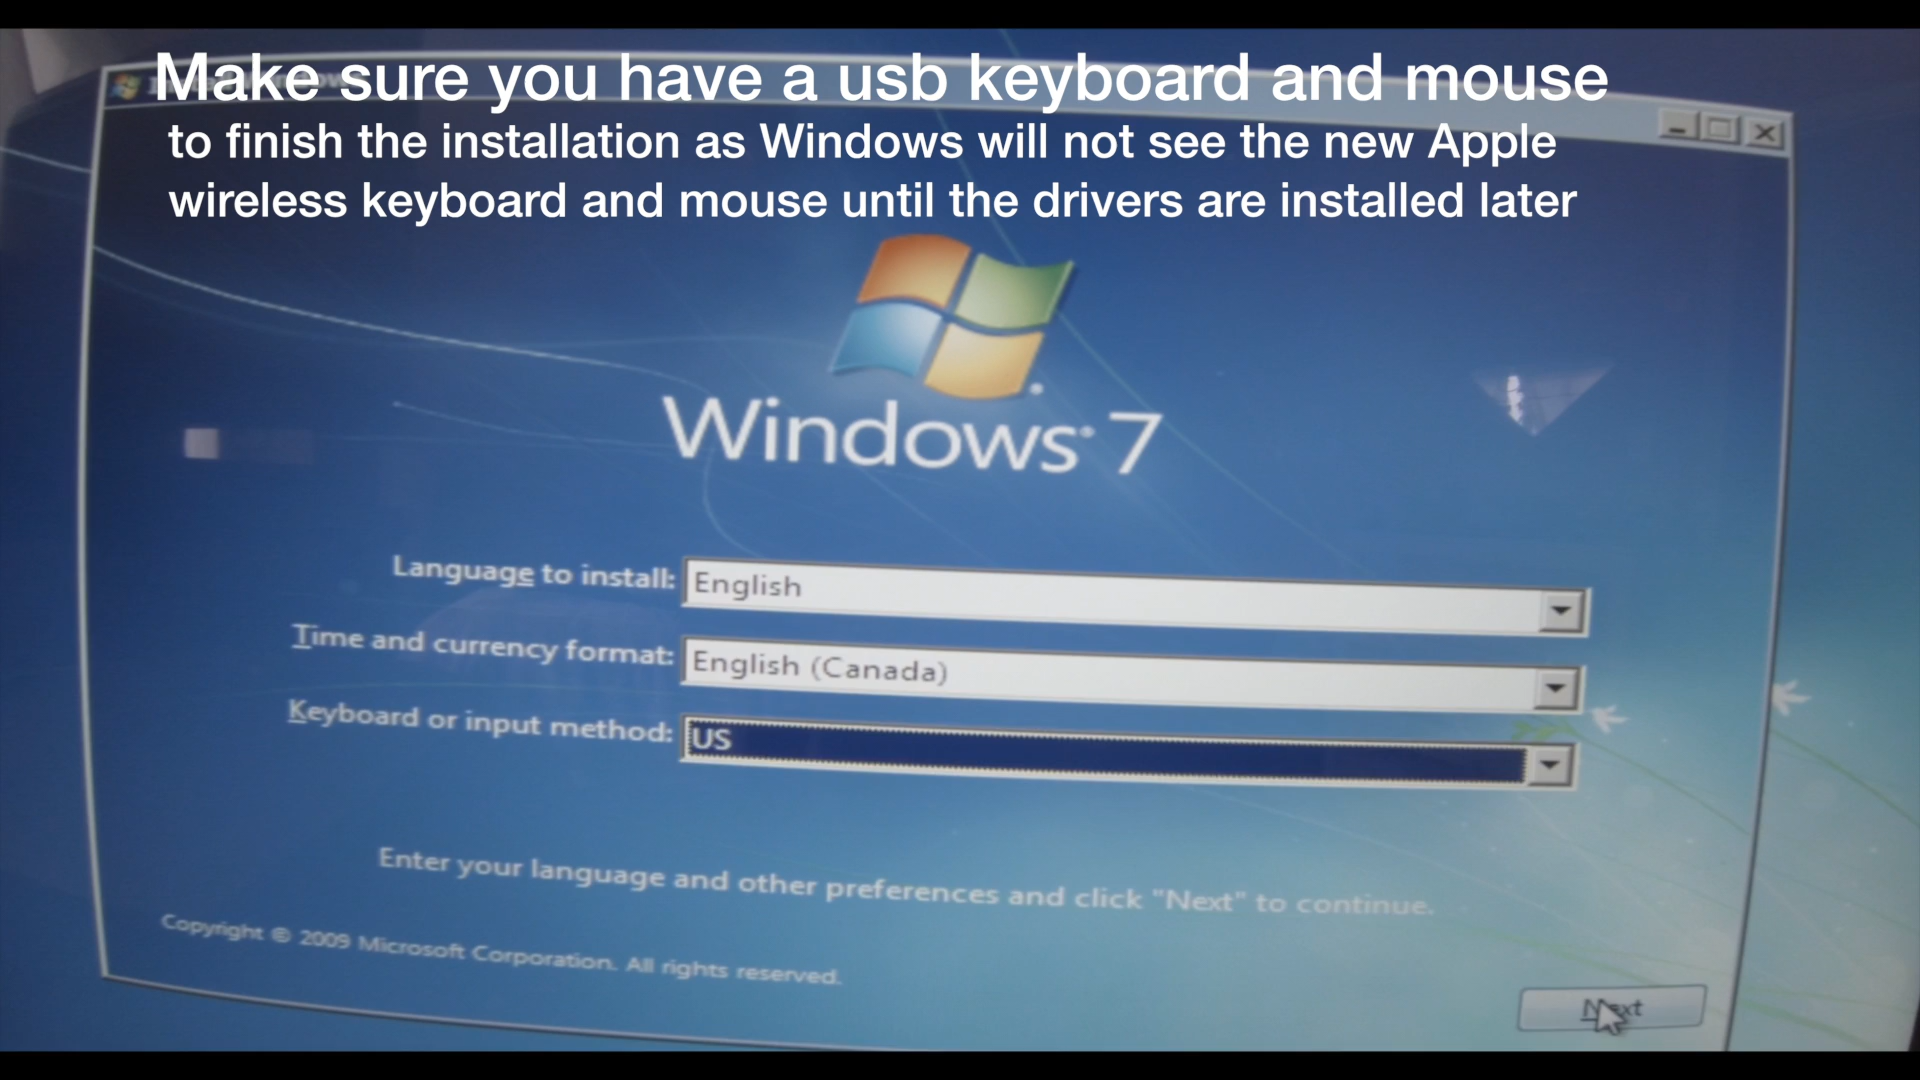 Make sure you have a usb keyboard and mouse
to finish the installation as Windows will not see the new Apple
wireless keyboard and mouse until the drivers are installed later
Windows® 7
Language to install: English
Time and currency format: English (Canada)
Keyboard or input method: US
Enter your language and other preferences and click "Next" to continue.
Copyright © 2009 Microsoft Corporation. All rights reserved.
Next